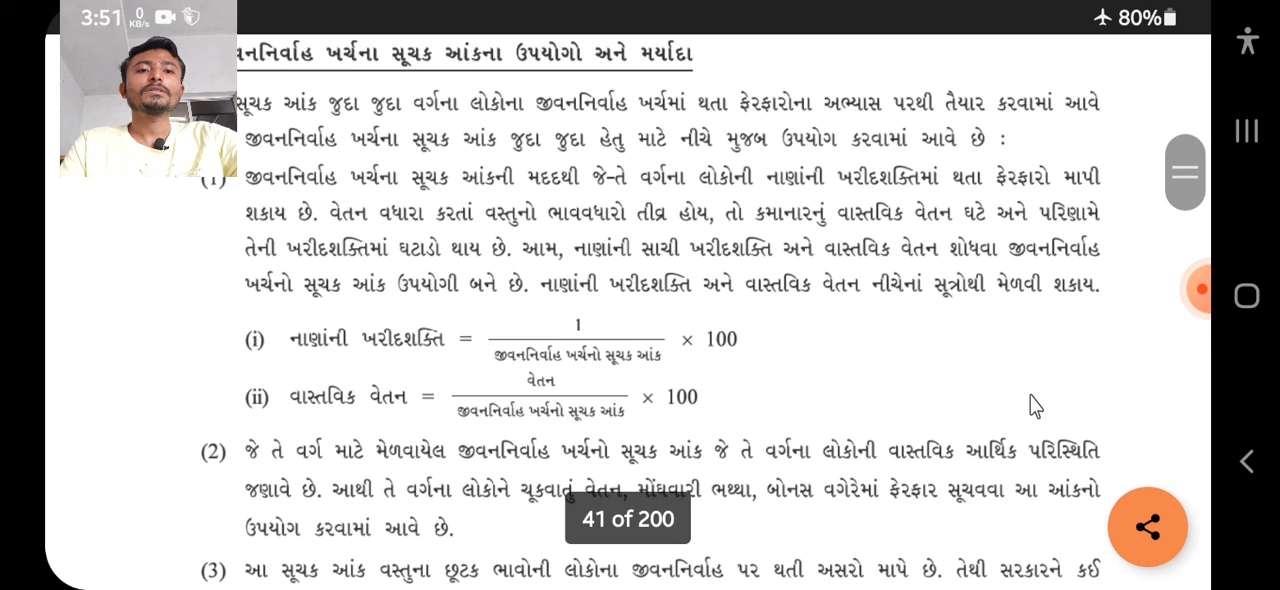 3:51 0 KB/s 80%
વનનિર્વાહ ખર્ચના સૂચક આંકના ઉપયોગો અને મર્યાદા
સૂચક આંક જુદા જુદા વર્ગના લોકોના જીવનનિર્વાહ ખર્ચમાં થતા ફેરફારોના અભ્યાસ પરથી તૈયાર કરવામાં આવે
જીવનનિર્વાહ ખર્ચના સૂચક આંક જુદા જુદા હેતુ માટે નીચે મુજબ ઉપયોગ કરવામાં આવે છે :
(1) જીવનનિર્વાહ ખર્ચના સૂચક આંકની મદદથી જે-તે વર્ગના લોકોની નાણાંની ખરીદશક્તિમાં થતા ફેરફારો માપી
શકાય છે. વેતન વધારા કરતાં વસ્તુનો ભાવવધારો તીવ્ર હોય, તો કમાનારનું વાસ્તવિક વેતન ઘટે અને પરિણામે
તેની ખરીદશક્તિમાં ઘટાડો થાય છે. આમ, નાણાંની સાચી ખરીદશક્તિ અને વાસ્તવિક વેતન શોધવા જીવનનિર્વાહ
ખર્ચનો સૂચક આંક ઉપયોગી બને છે. નાણાંની ખરીદશક્તિ અને વાસ્તવિક વેતન નીચેનાં સૂત્રોથી મેળવી શકાય.
1
(i) નાણાંની ખરીદશક્તિ = × 100
જીવનનિર્વાહ ખર્ચનો સૂચક આંક
વેતન
(ii) વાસ્તવિક વેતન = × 100
જીવનનિર્વાહ ખર્ચનો સૂચક આંક
(2) જે તે વર્ગ માટે મેળવાયેલ જીવનનિર્વાહ ખર્ચનો સૂચક આંક જે તે વર્ગના લોકોની વાસ્તવિક આર્થિક પરિસ્થિતિ
જણાવે છે. આથી તે વર્ગના લોકોને ચૂકવાતું વેતન, મોંઘવારી ભથ્થા, બોનસ વગેરેમાં ફેરફાર સૂચવવા આ આંકનો
41 of 200
ઉપયોગ કરવામાં આવે છે.
(3) આ સૂચક આંક વસ્તુના છૂટક ભાવોની લોકોના જીવનનિર્વાહ પર થતી અસરો માપે છે. તેથી સરકારને કઈ